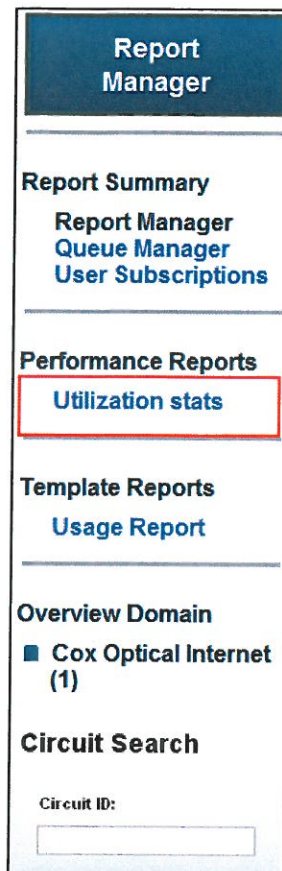 Report
Manager
Report Summary
Report Manager
Queue Manager
User Subscriptions
Performance Reports
Utilization stats
Template Reports
Usage Report
Overview Domain
Cox Optical Internet
(1)
Circuit Search
Circuit ID: